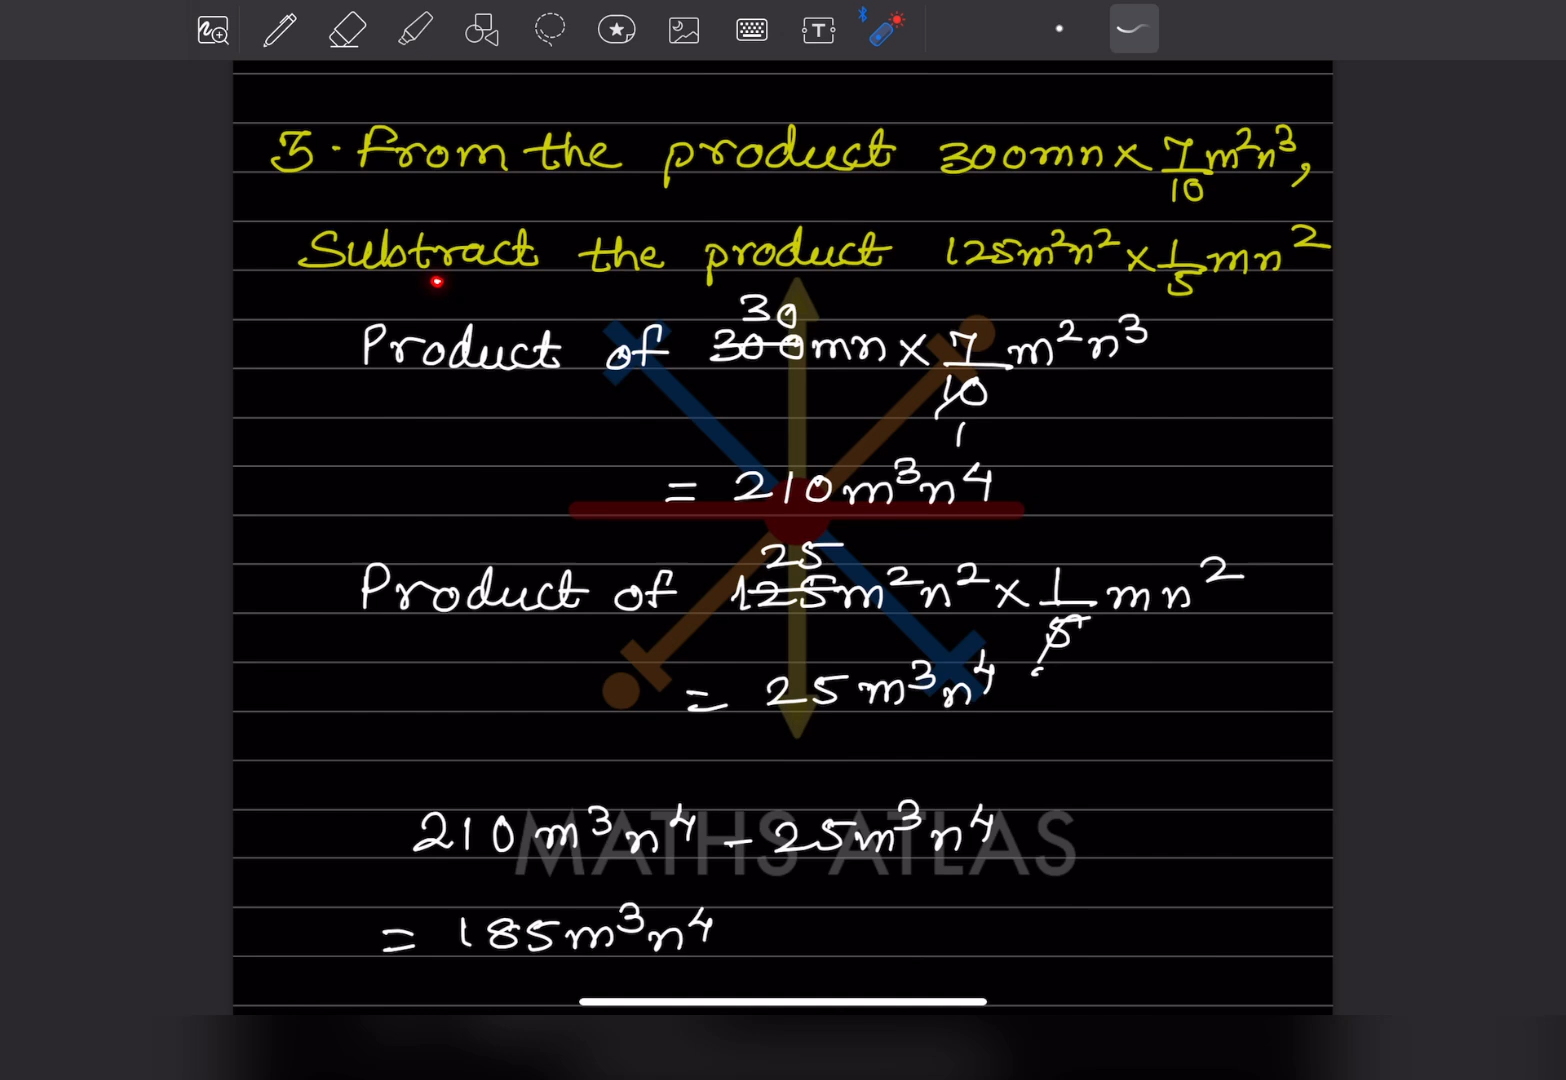 5. From the product 300mn × 7/10 m²n³,
Subtract the product 125m²n² × 1/5 mn²
30
Product of 300mn × 7/10 m²n³
1
= 210m³n⁴
25
Product of 125m²n² × 1/5 mn²
= 25m³n⁴
210m³n⁴ - 25m³n⁴
MATHS ATLAS
= 185m³n⁴